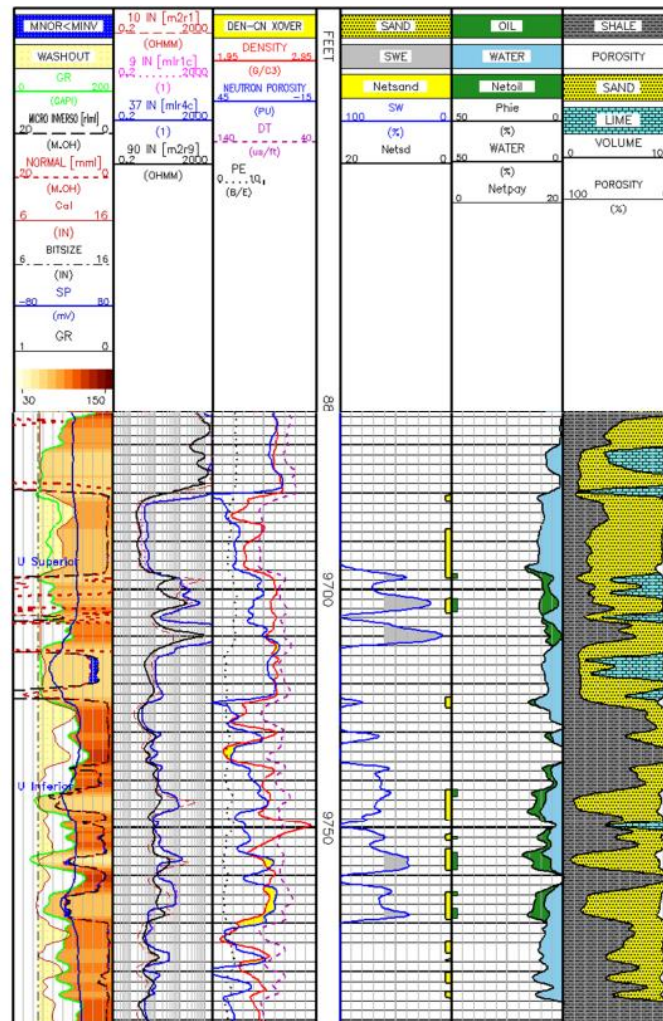 MNOR<MINV
WASHOUT
GR
0 200
(GAPI)
MICRO INVERSO [rlml]
20 0
(M.OH)
NORMAL [mml]
20 0
(M.OH)
Cal
6 16
(IN)
BITSIZE
6 16
(IN)
SP
-80 80
(mV)
GR
1 0
30 150
10 IN [m2r1]
0.2 2000
(OHMM)
9 IN [mlr1c]
0.2 2000
(1)
37 IN [mlr4c]
0.2 2000
(1)
90 IN [m2r9]
0.2 2000
(OHMM)
DEN-CN XOVER
DENSITY
1.95 2.95
(G/C3)
NEUTRON POROSITY
45 -15
(PU)
DT
140 40
(us/ft)
PE
0 10
(B/E)
FEET
88
SAND
SWE
Netsand
SW
100 0
(%)
Netsd
20 0
OIL
WATER
Netoil
Phie
50 0
(%)
WATER
50 0
(%)
Netpay
0 20
SHALE
POROSITY
SAND
LIME
VOLUME
0 10
POROSITY
100 0
(%)
U Superior
9700
U Inferior
9750